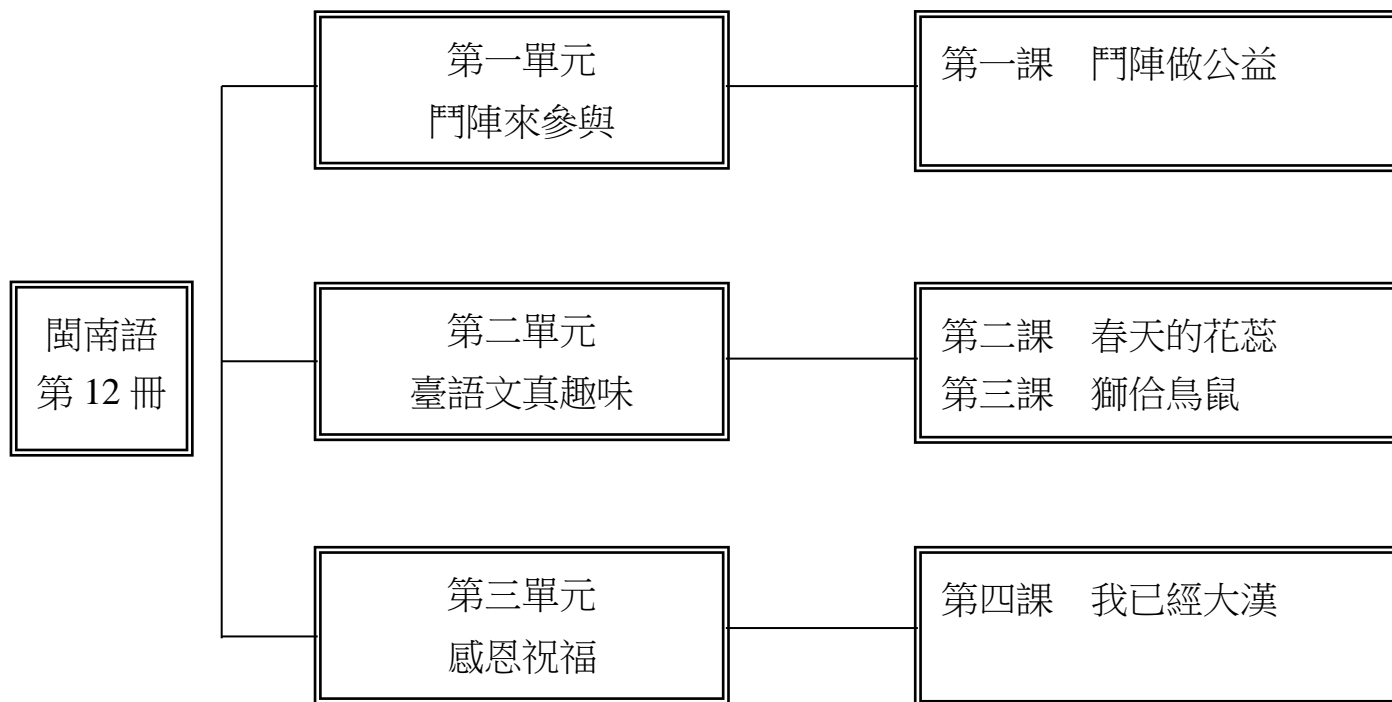 閩南語
第 12 冊
第一單元
鬥陣來參與
第一課　鬥陣做公益
第二單元
臺語文真趣味
第二課　春天的花蕊
第三課　獅佮鳥鼠
第三單元
感恩祝福
第四課　我已經大漢